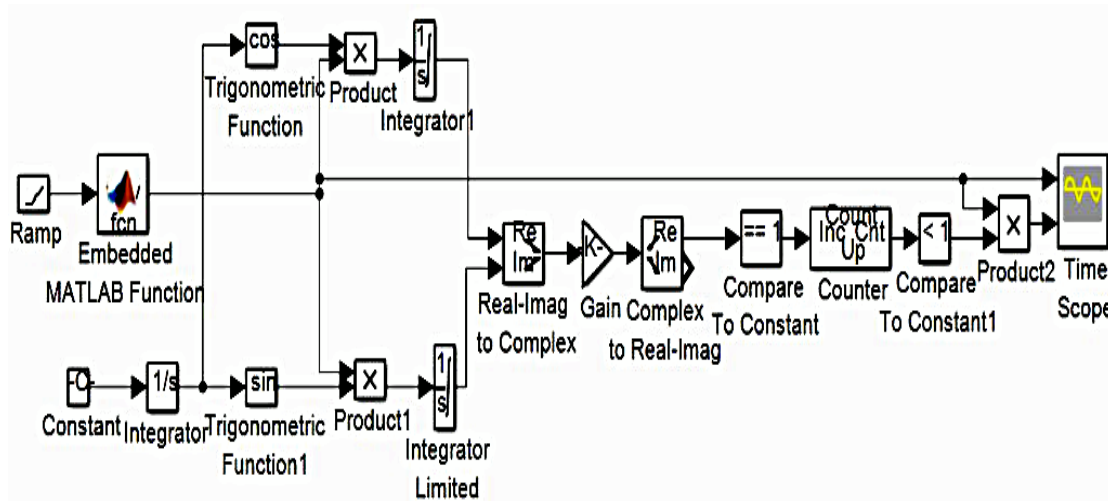 cos
X
1
s
Trigonometric
Function
Product
Integrator1
fcn
Ramp
Embedded
MATLAB Function
Re
Im
-K-
Re
Im
== 1
Count
Inc Cnt
Up
< 1
X
Real-Imag
to Complex
Gain
Complex
to Real-Imag
Compare
To Constant
Counter
Compare
To Constant1
Product2
Time
Scope
-C-
1/s
sin
X
1
s
Constant
Integrator
Trigonometric
Function1
Product1
Integrator
Limited